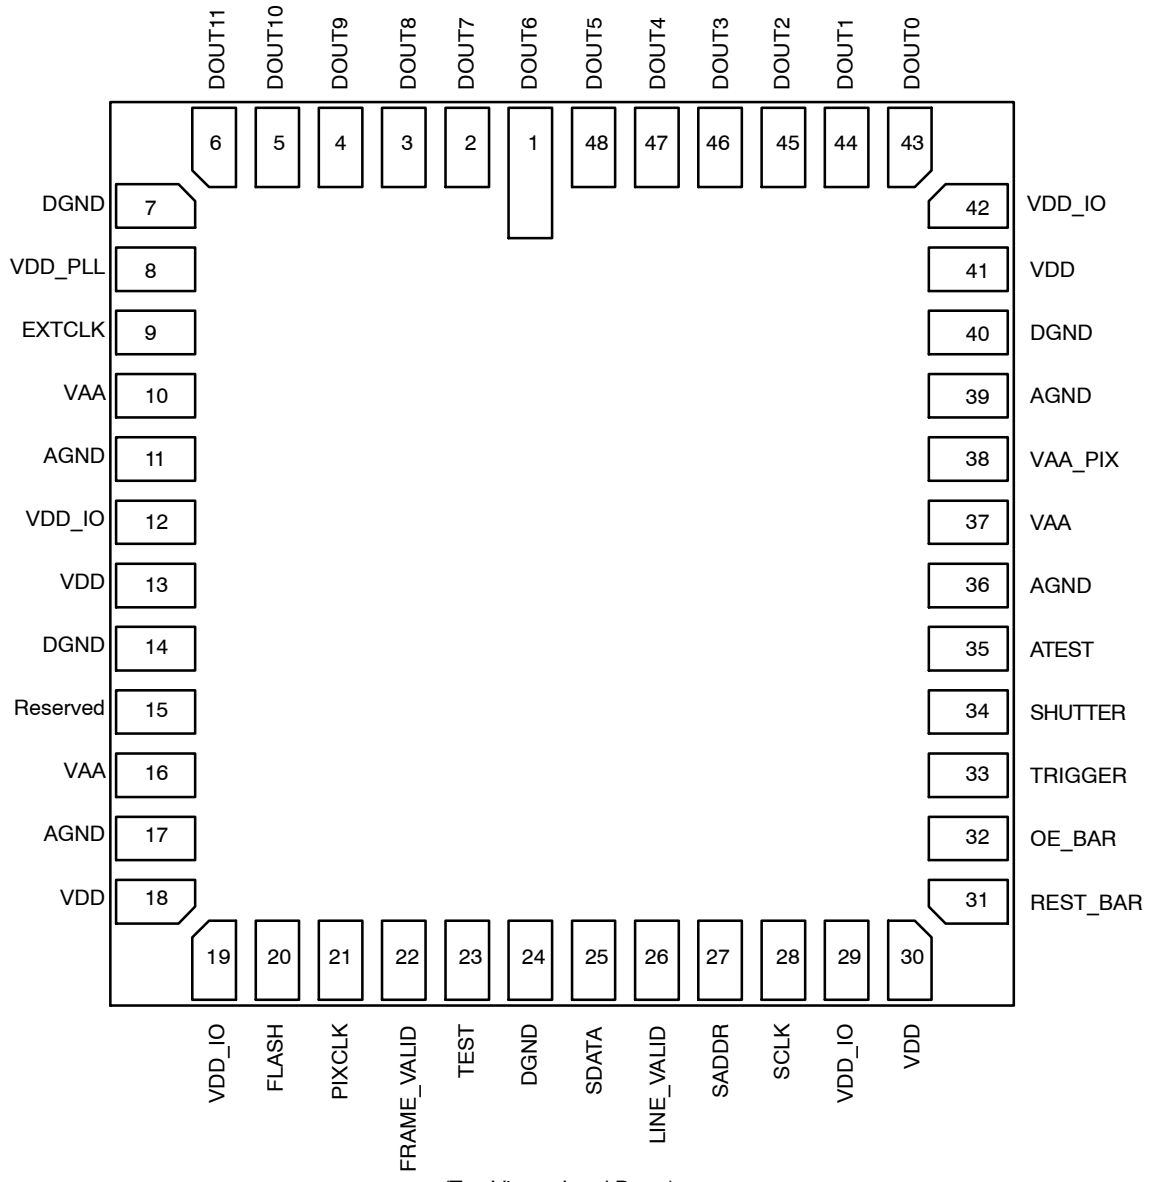 DOUT11 DOUT10 DOUT9 DOUT8 DOUT7 DOUT6 DOUT5 DOUT4 DOUT3 DOUT2 DOUT1 DOUT0
6 5 4 3 2 1 48 47 46 45 44 43
DGND 7 42 VDD_IO
VDD_PLL 8 41 VDD
EXTCLK 9 40 DGND
VAA 10 39 AGND
AGND 11 38 VAA_PIX
VDD_IO 12 37 VAA
VDD 13 36 AGND
DGND 14 35 ATEST
Reserved 15 34 SHUTTER
VAA 16 33 TRIGGER
AGND 17 32 OE_BAR
VDD 18 31 REST_BAR
19 20 21 22 23 24 25 26 27 28 29 30
VDD_IO FLASH PIXCLK FRAME_VALID TEST DGND SDATA LINE_VALID SADDR SCLK VDD_IO VDD